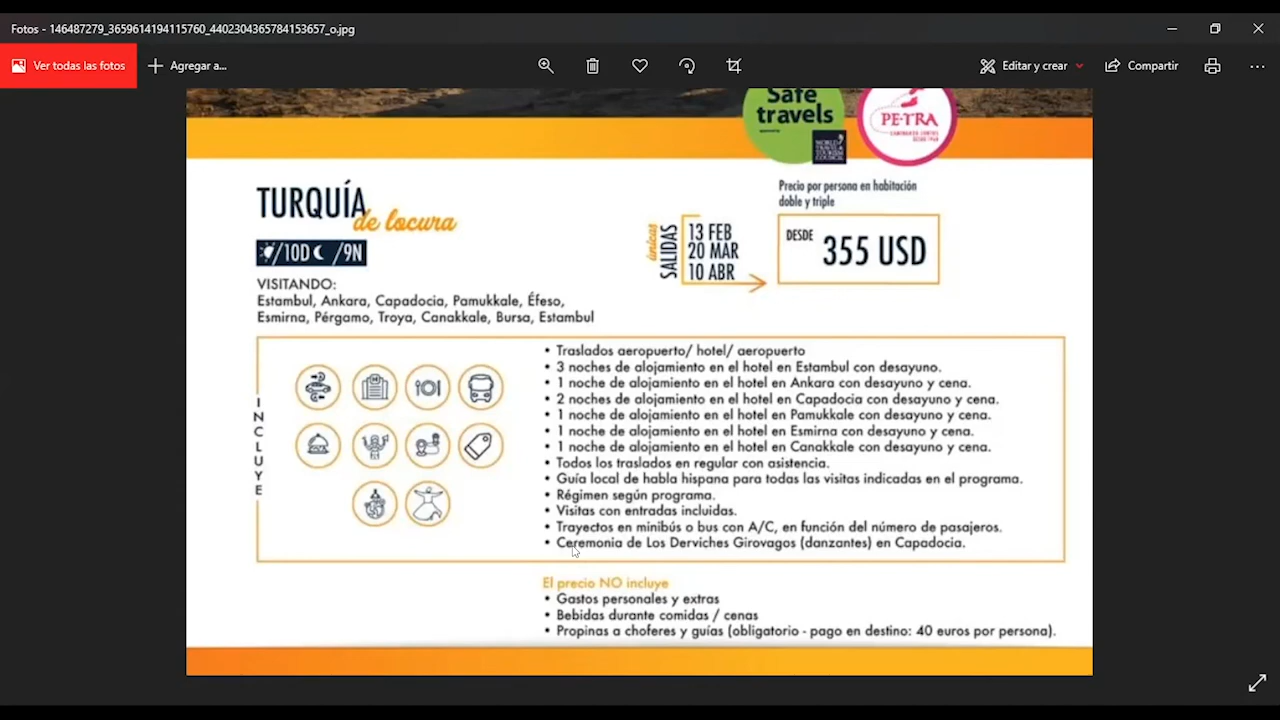 Fotos - 146487279_3659614194115760_4402304365784153657_o.jpg
Ver todas las fotos
Agregar a...
Editar y crear
Compartir
Safe
travels
WORLD
TRAVEL &
TOURISM
COUNCIL
PE-TRA
TURQUÍA
de locura
/10D /9N
VISITANDO:
Estambul, Ankara, Capadocia, Pamukkale, Éfeso,
Esmirna, Pérgamo, Troya, Canakkale, Bursa, Estambul
únicas
SALIDAS
13 FEB
20 MAR
10 ABR
Precio por persona en habitación
doble y triple
DESDE 355 USD
INCLUYE
• Traslados aeropuerto/ hotel/ aeropuerto
• 3 noches de alojamiento en el hotel en Estambul con desayuno.
• 1 noche de alojamiento en el hotel en Ankara con desayuno y cena.
• 2 noches de alojamiento en el hotel en Capadocia con desayuno y cena.
• 1 noche de alojamiento en el hotel en Pamukkale con desayuno y cena.
• 1 noche de alojamiento en el hotel en Esmirna con desayuno y cena.
• 1 noche de alojamiento en el hotel en Canakkale con desayuno y cena.
• Todos los traslados en regular con asistencia.
• Guía local de habla hispana para todas las visitas indicadas en el programa.
• Régimen según programa.
• Visitas con entradas incluidas.
• Trayectos en minibús o bus con A/C, en función del número de pasajeros.
• Ceremonia de Los Derviches Girovagos (danzantes) en Capadocia.
El precio NO incluye
• Gastos personales y extras
• Bebidas durante comidas / cenas
• Propinas a choferes y guías (obligatorio - pago en destino: 40 euros por persona).